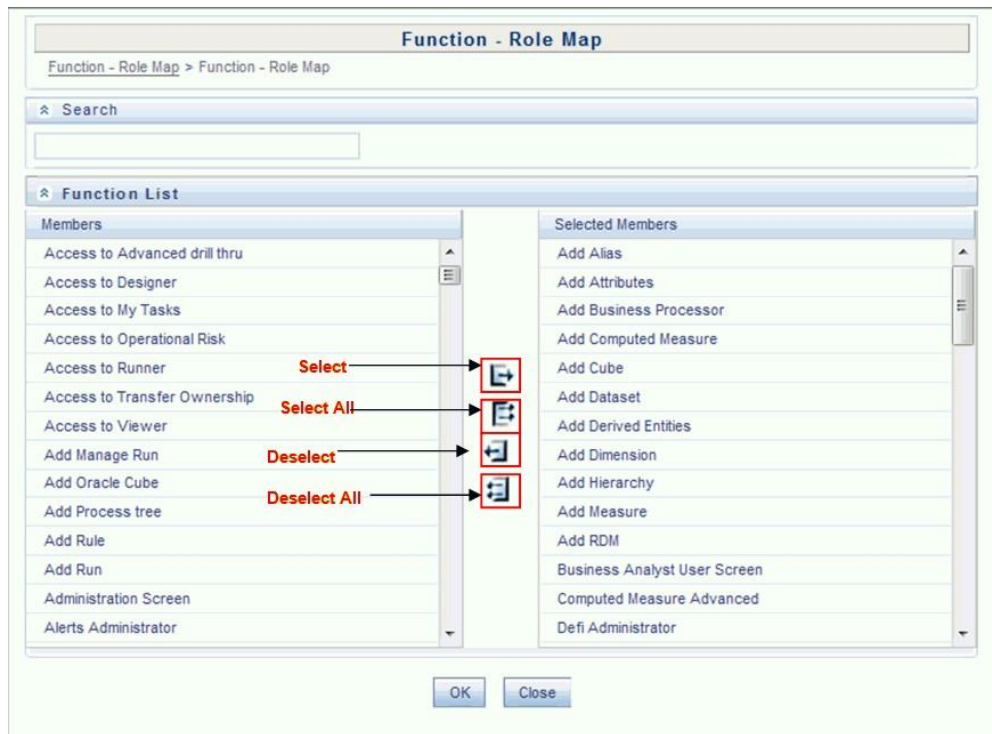 Function - Role Map
Function - Role Map > Function - Role Map
Search
Function List
Members
Access to Advanced drill thru
Access to Designer
Access to My Tasks
Access to Operational Risk
Access to Runner
Access to Transfer Ownership
Access to Viewer
Add Manage Run
Add Oracle Cube
Add Process tree
Add Rule
Add Run
Administration Screen
Alerts Administrator
Select
Select All
Deselect
Deselect All
Selected Members
Add Alias
Add Attributes
Add Business Processor
Add Computed Measure
Add Cube
Add Dataset
Add Derived Entities
Add Dimension
Add Hierarchy
Add Measure
Add RDM
Business Analyst User Screen
Computed Measure Advanced
Defi Administrator
OK
Close